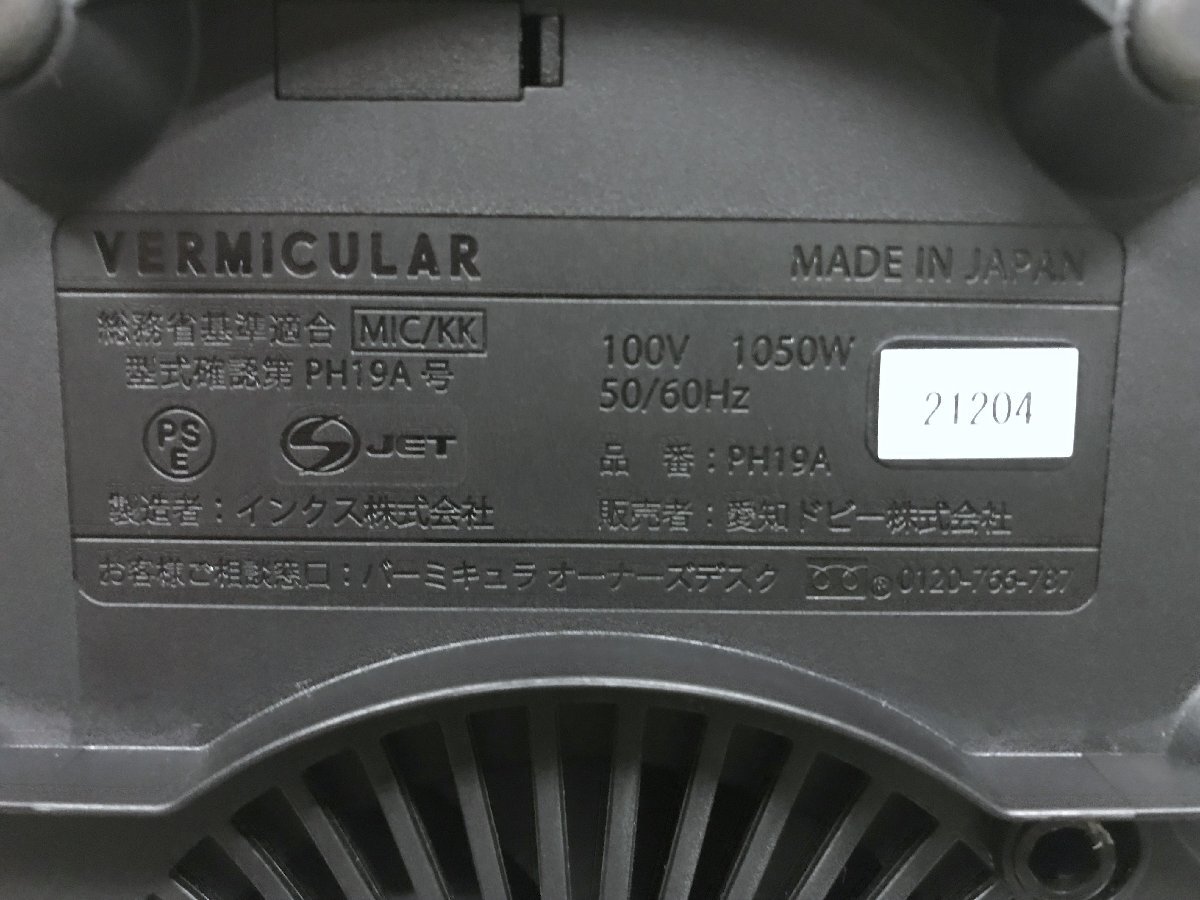 VERMICULAR MADE IN JAPAN
総務省基準適合 MIC/KK
型式確認第 PH19A 号
100V 1050W
50/60Hz
21204
PS
E
JET
品 番：PH19A
製造者：インクス株式会社
販売者：愛知ドビー株式会社
お客様ご相談窓口：バーミキュラ オーナーズデスク ® 0120-766-787